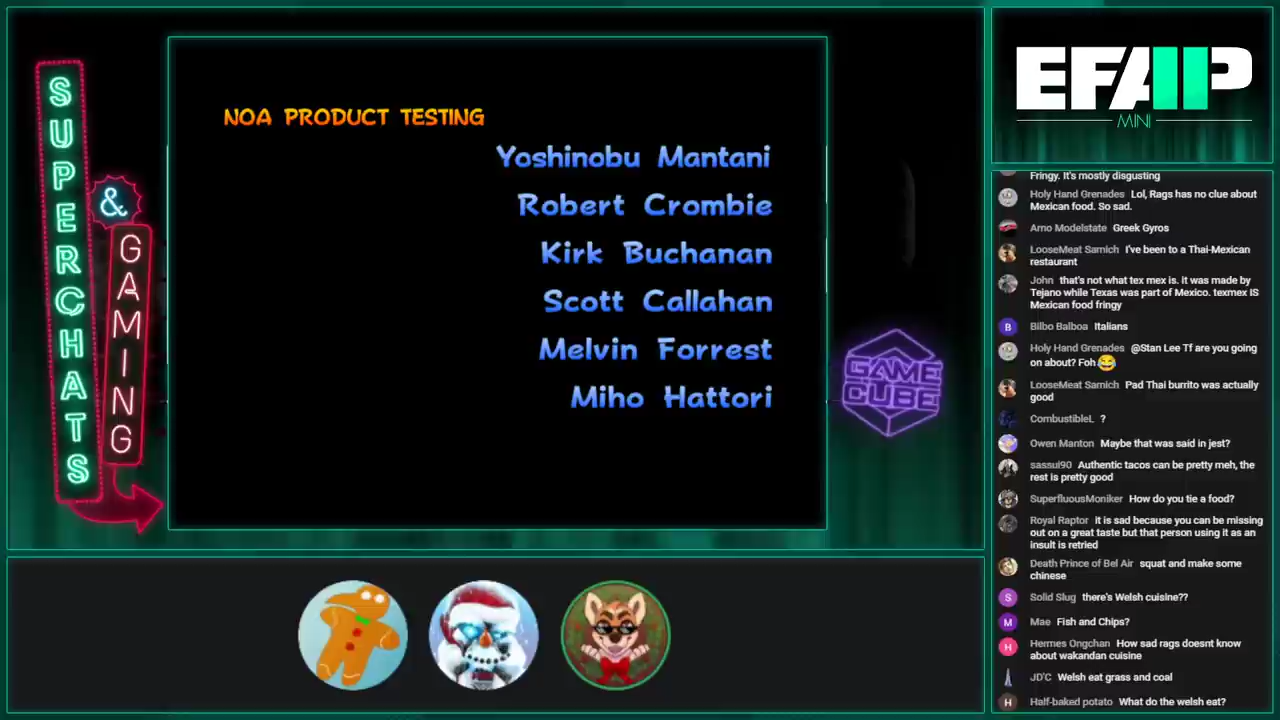 SUPERCHATS
&
GAMING
NOA PRODUCT TESTING
Yoshinobu Mantani
Robert Crombie
Kirk Buchanan
Scott Callahan
Melvin Forrest
Miho Hattori
GAME
CUBE
EFAP
MINI
Fringy. It's mostly disgusting
Holy Hand Grenades Lol, Rags has no clue about
Mexican food. So sad.
Arno Modelstate Greek Gyros
LooseMeat Samich I've been to a Thai-Mexican
restaurant
John that's not what tex mex is. it was made by
Tejano while Texas was part of Mexico. texmex IS
Mexican food fringy
B
Bilbo Balboa Italians
Holy Hand Grenades @Stan Lee Tf are you going
on about? Foh😂
LooseMeat Samich Pad Thai burrito was actually
good
CombustibleL ?
Owen Manton Maybe that was said in jest?
sassui90 Authentic tacos can be pretty meh, the
rest is pretty good
SuperfluousMoniker How do you tie a food?
Royal Raptor it is sad because you can be missing
out on a great taste but that person using it as an
insult is retried
Death Prince of Bel Air squat and make some
chinese
S
Solid Slug there's Welsh cuisine??
M
Mae Fish and Chips?
H
Hermes Ongchan How sad rags doesnt know
about wakandan cuisine
JD'C Welsh eat grass and coal
H
Half-baked potato What do the welsh eat?